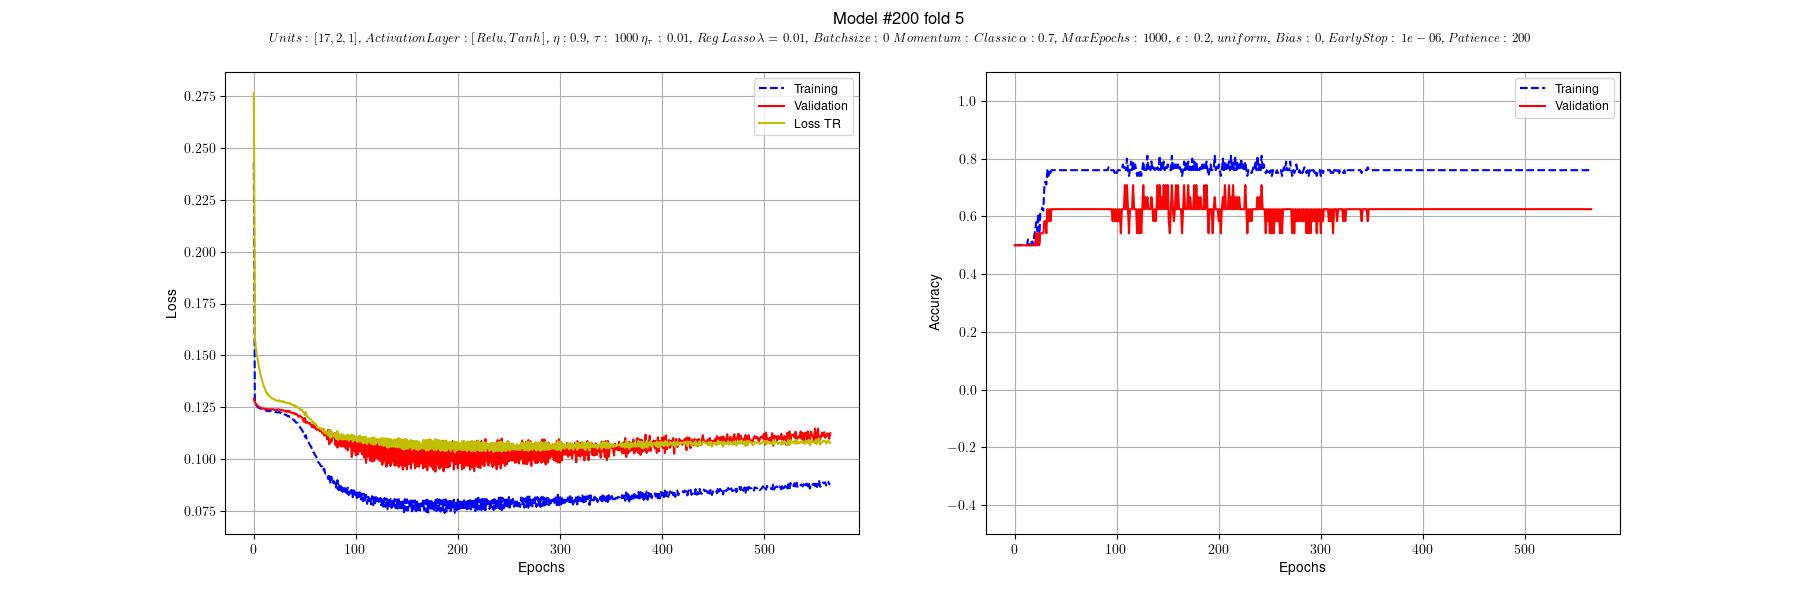 Model #200 fold 5
Units : [17, 2, 1], ActivationLayer : [Relu, Tanh], η : 0.9, τ : 1000 η_τ : 0.01, Reg Lasso λ = 0.01, Batchsize : 0 Momentum : Classic α : 0.7, MaxEpochs : 1000, ϵ : 0.2, uniform, Bias : 0, EarlyStop : 1e − 06, Patience : 200
Training
Validation
Loss TR
0.275
0.250
0.225
0.200
0.175
0.150
0.125
0.100
0.075
Loss
0 100 200 300 400 500
Epochs
Training
Validation
1.0
0.8
0.6
0.4
0.2
0.0
−0.2
−0.4
Accuracy
0 100 200 300 400 500
Epochs